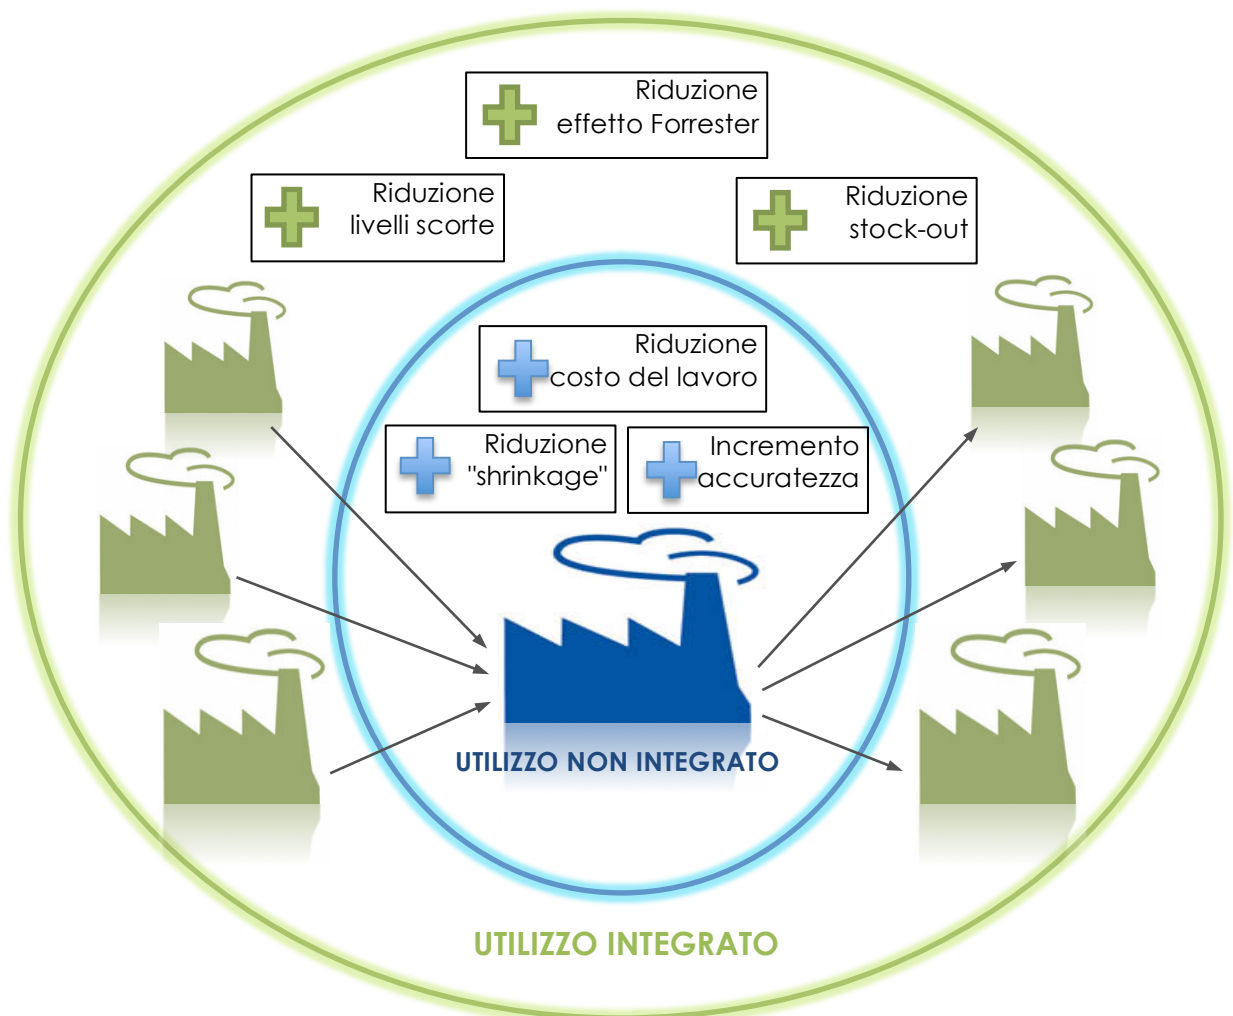 Riduzione
effetto Forrester
Riduzione
livelli scorte
Riduzione
stock-out
Riduzione
costo del lavoro
Riduzione
"shrinkage"
Incremento
accuratezza
UTILIZZO NON INTEGRATO
UTILIZZO INTEGRATO